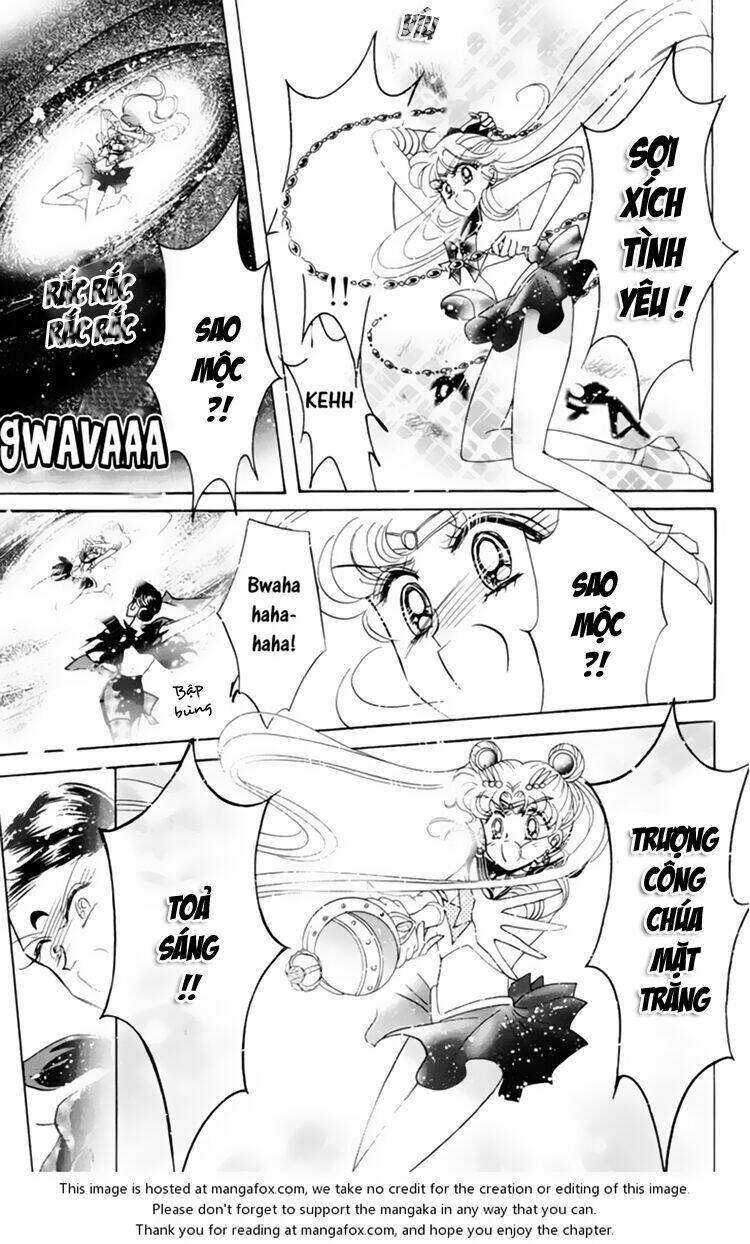 VÍU
SỢI
XÍCH
TÌNH
YÊU !
!!
KEHH
SAO
MỘC
?!
RẮC RẮC
RẮC RẮC
GWAVAAA
SAO
MỘC
?!
Bwaha
haha-
haha!
Bập
bùng
TRƯỢNG
CÔNG
CHÚA
MẶT
TRĂNG
TOẢ
SÁNG
!!
This image is hosted at mangafox.com, we take no credit for the creation or editing of this image.
Please don't forget to support the mangaka in any way that you can.
Thank you for reading at mangafox.com, and hope you enjoy the chapter.